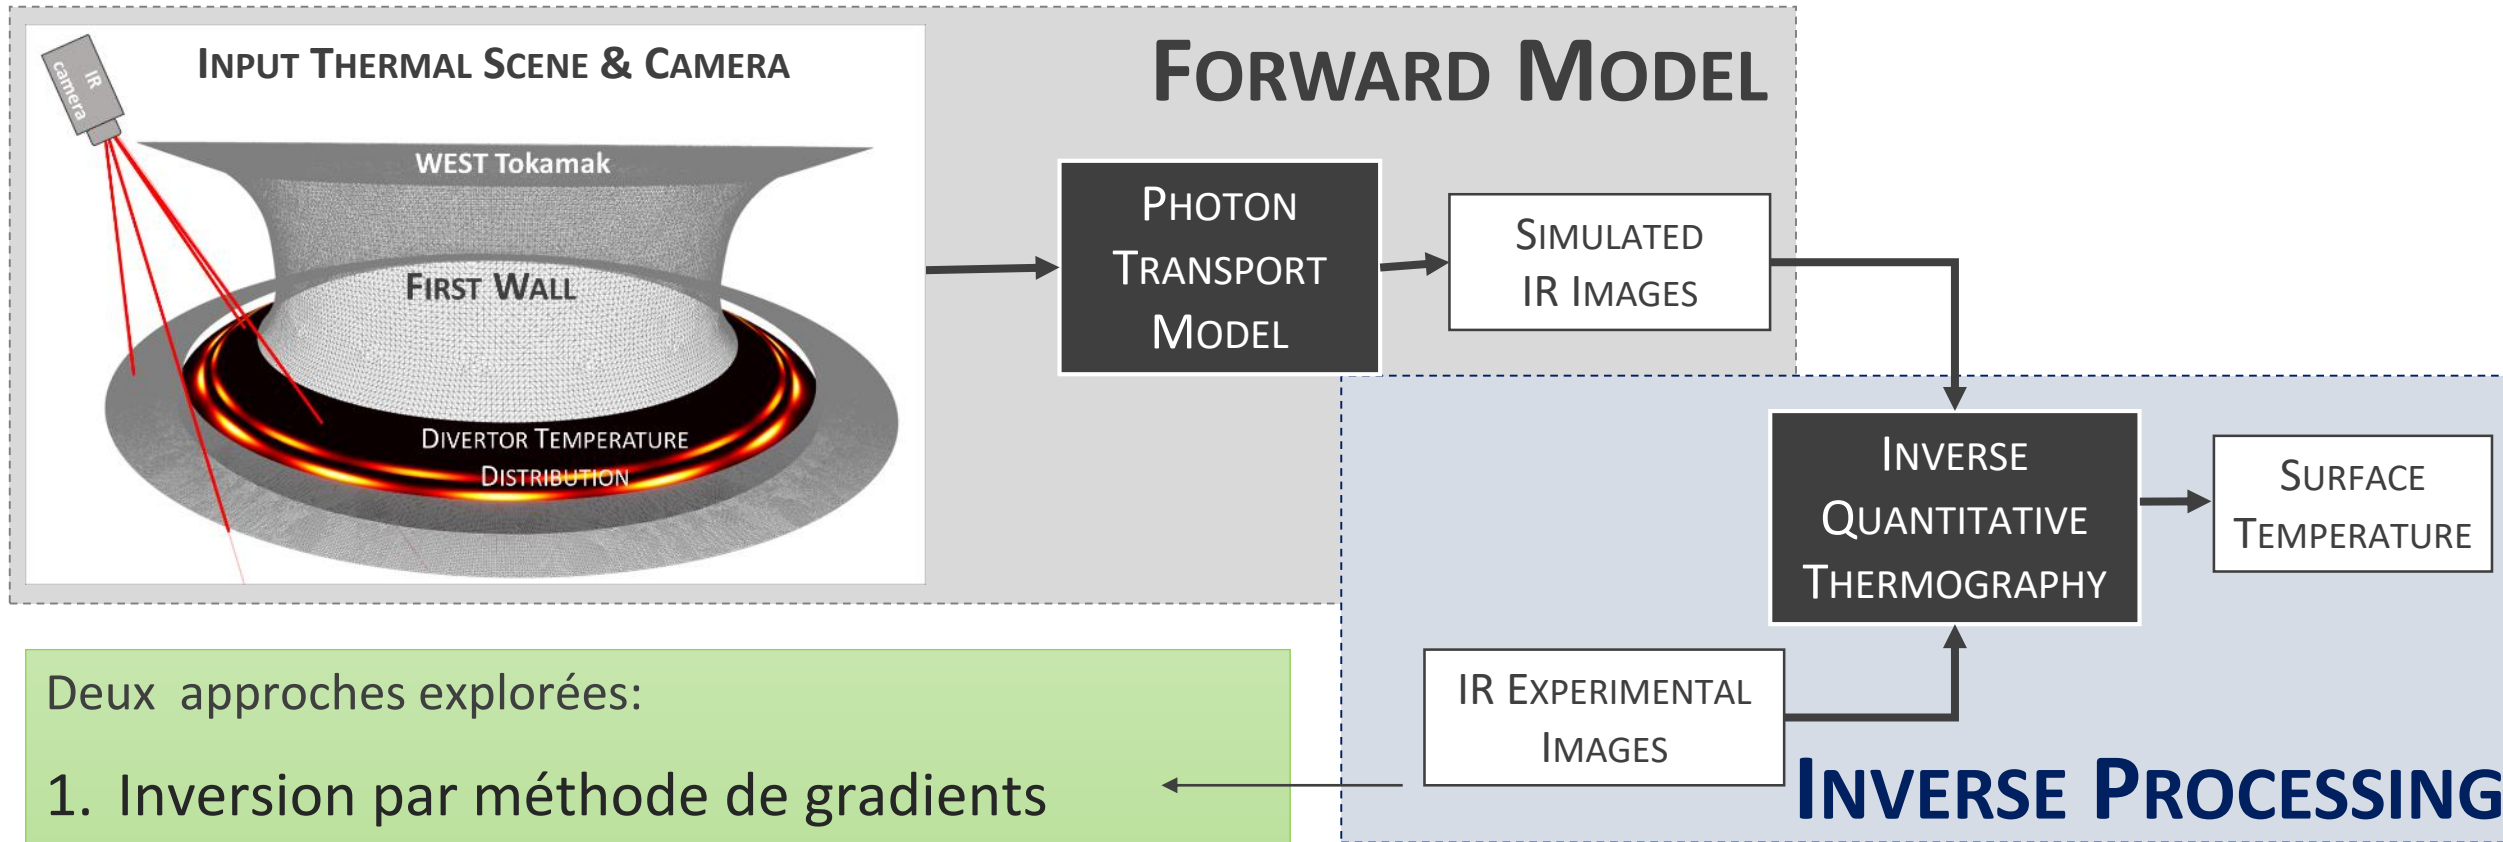 INPUT THERMAL SCENE & CAMERA
IR
camera
WEST Tokamak
FIRST WALL
DIVERTOR TEMPERATURE
DISTRIBUTION
FORWARD MODEL
PHOTON
TRANSPORT
MODEL
SIMULATED
IR IMAGES
INVERSE
QUANTITATIVE
THERMOGRAPHY
SURFACE
TEMPERATURE
IR EXPERIMENTAL
IMAGES
INVERSE PROCESSING
Deux approches explorées:
1. Inversion par méthode de gradients